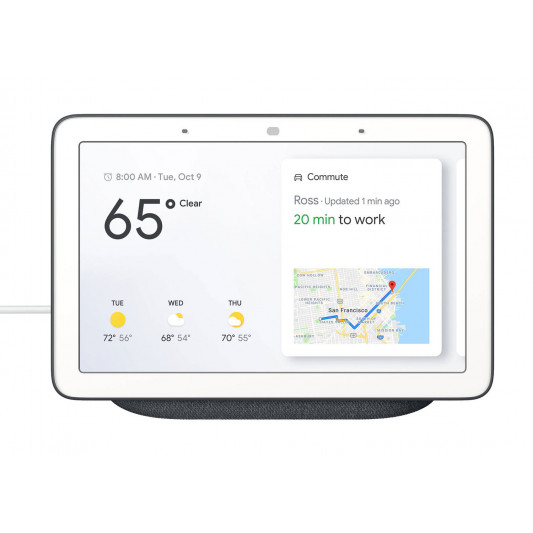 8:00 AM · Tue, Oct 9
65° Clear
TUE
72° 56°
WED
68° 54°
THU
70° 55°
Commute
Ross · Updated 1 min ago
20 min to work
San Francisco